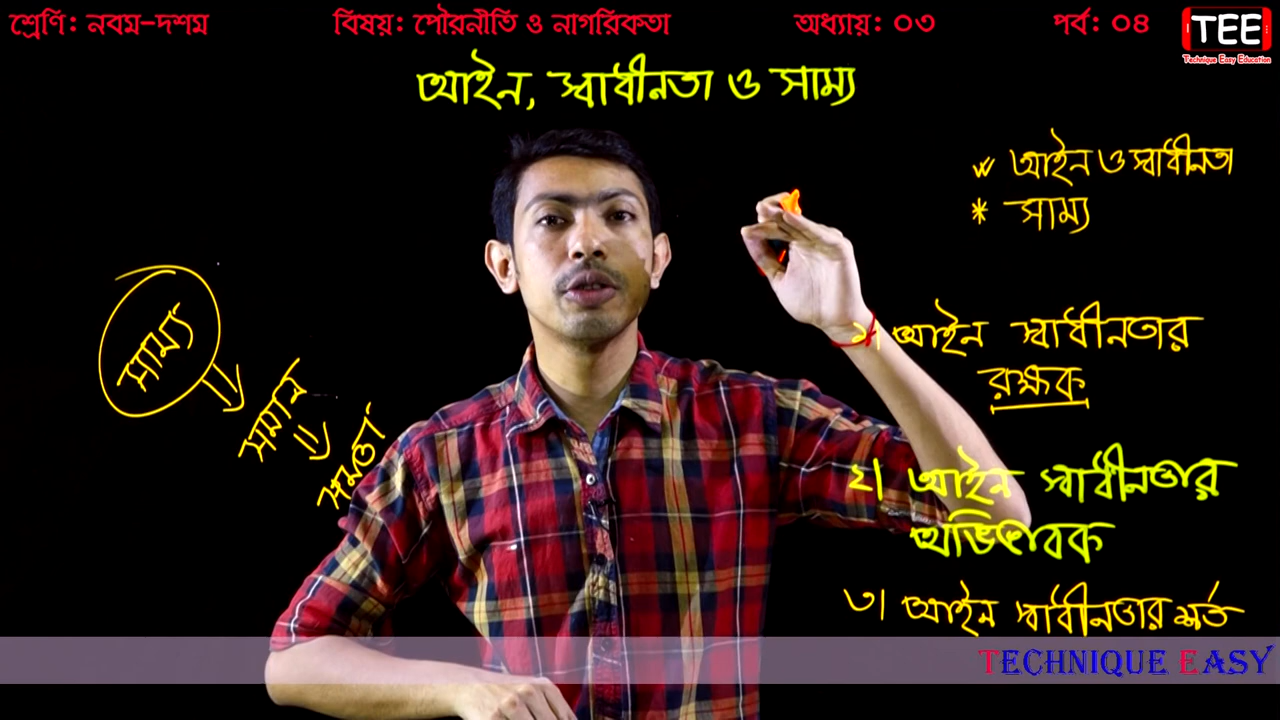 শ্রেণি: নবম-দশম বিষয়: পৌরনীতি ও নাগরিকতা অধ্যায়: ০৩ পর্ব: ০৪
TEE
Technique Easy Education
আইন, স্বাধীনতা ও সাম্য
আইন ও স্বাধীনতা
* সাম্য
১। আইন স্বাধীনতার
রক্ষক
২। আইন স্বাধীনতার
অভিভাবক
৩। আইন স্বাধীনতার শর্ত
সাম্য
সমান
সমতা
TECHNIQUE EASY